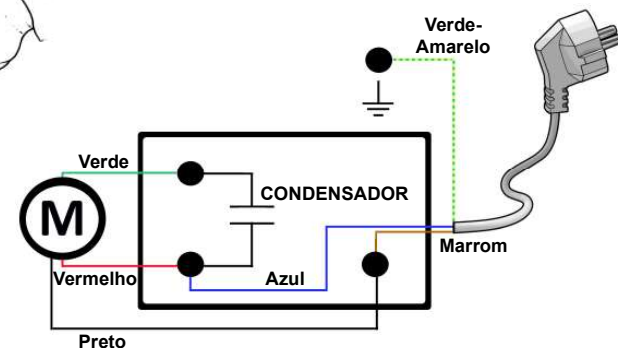 Verde-
Amarelo
Verde
CONDENSADOR
M
Marrom
Vermelho
Azul
Preto